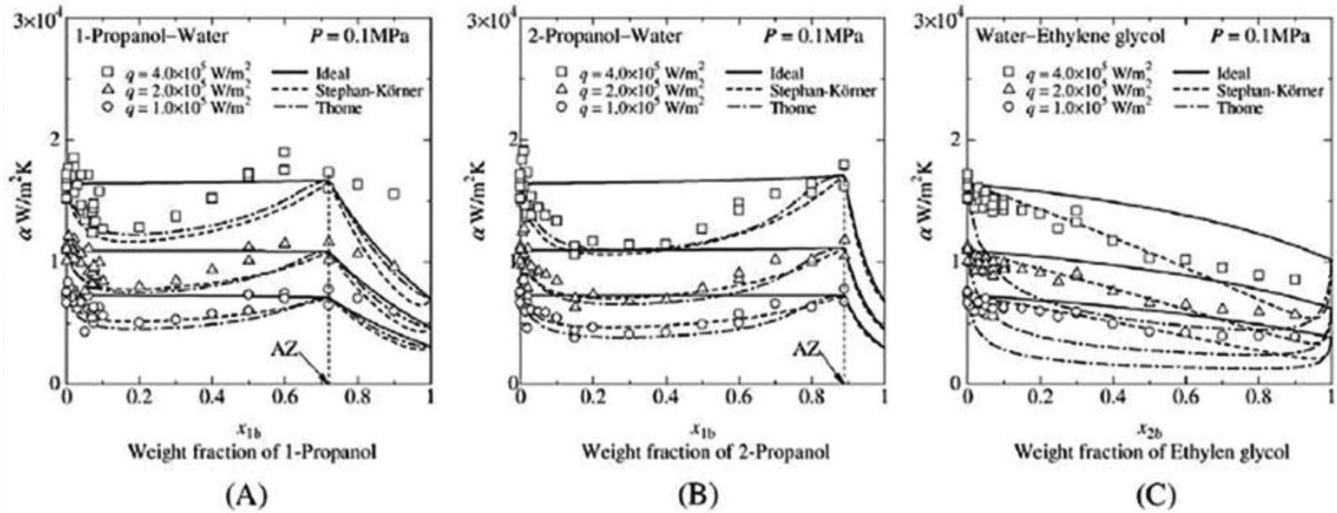 3×10⁴
1-Propanol–Water P = 0.1MPa
q = 4.0×10⁵ W/m² Ideal
q = 2.0×10⁵ W/m² Stephan-Körner
q = 1.0×10⁵ W/m² Thome
2
α W/m²K
1
AZ
0
0 0.2 0.4 0.6 0.8 1
x1b
Weight fraction of 1-Propanol
(A)
3×10⁴
2-Propanol–Water P = 0.1MPa
q = 4.0×10⁵ W/m² Ideal
q = 2.0×10⁵ W/m² Stephan-Körner
q = 1.0×10⁵ W/m² Thome
2
α W/m²K
1
AZ
0
0 0.2 0.4 0.6 0.8 1
x1b
Weight fraction of 2-Propanol
(B)
3×10⁴
Water–Ethylene glycol P = 0.1MPa
q = 4.0×10⁵ W/m² Ideal
q = 2.0×10⁵ W/m² Stephan-Körner
q = 1.0×10⁵ W/m² Thome
2
α W/m²K
1
0
0 0.2 0.4 0.6 0.8 1
x2b
Weight fraction of Ethylen glycol
(C)